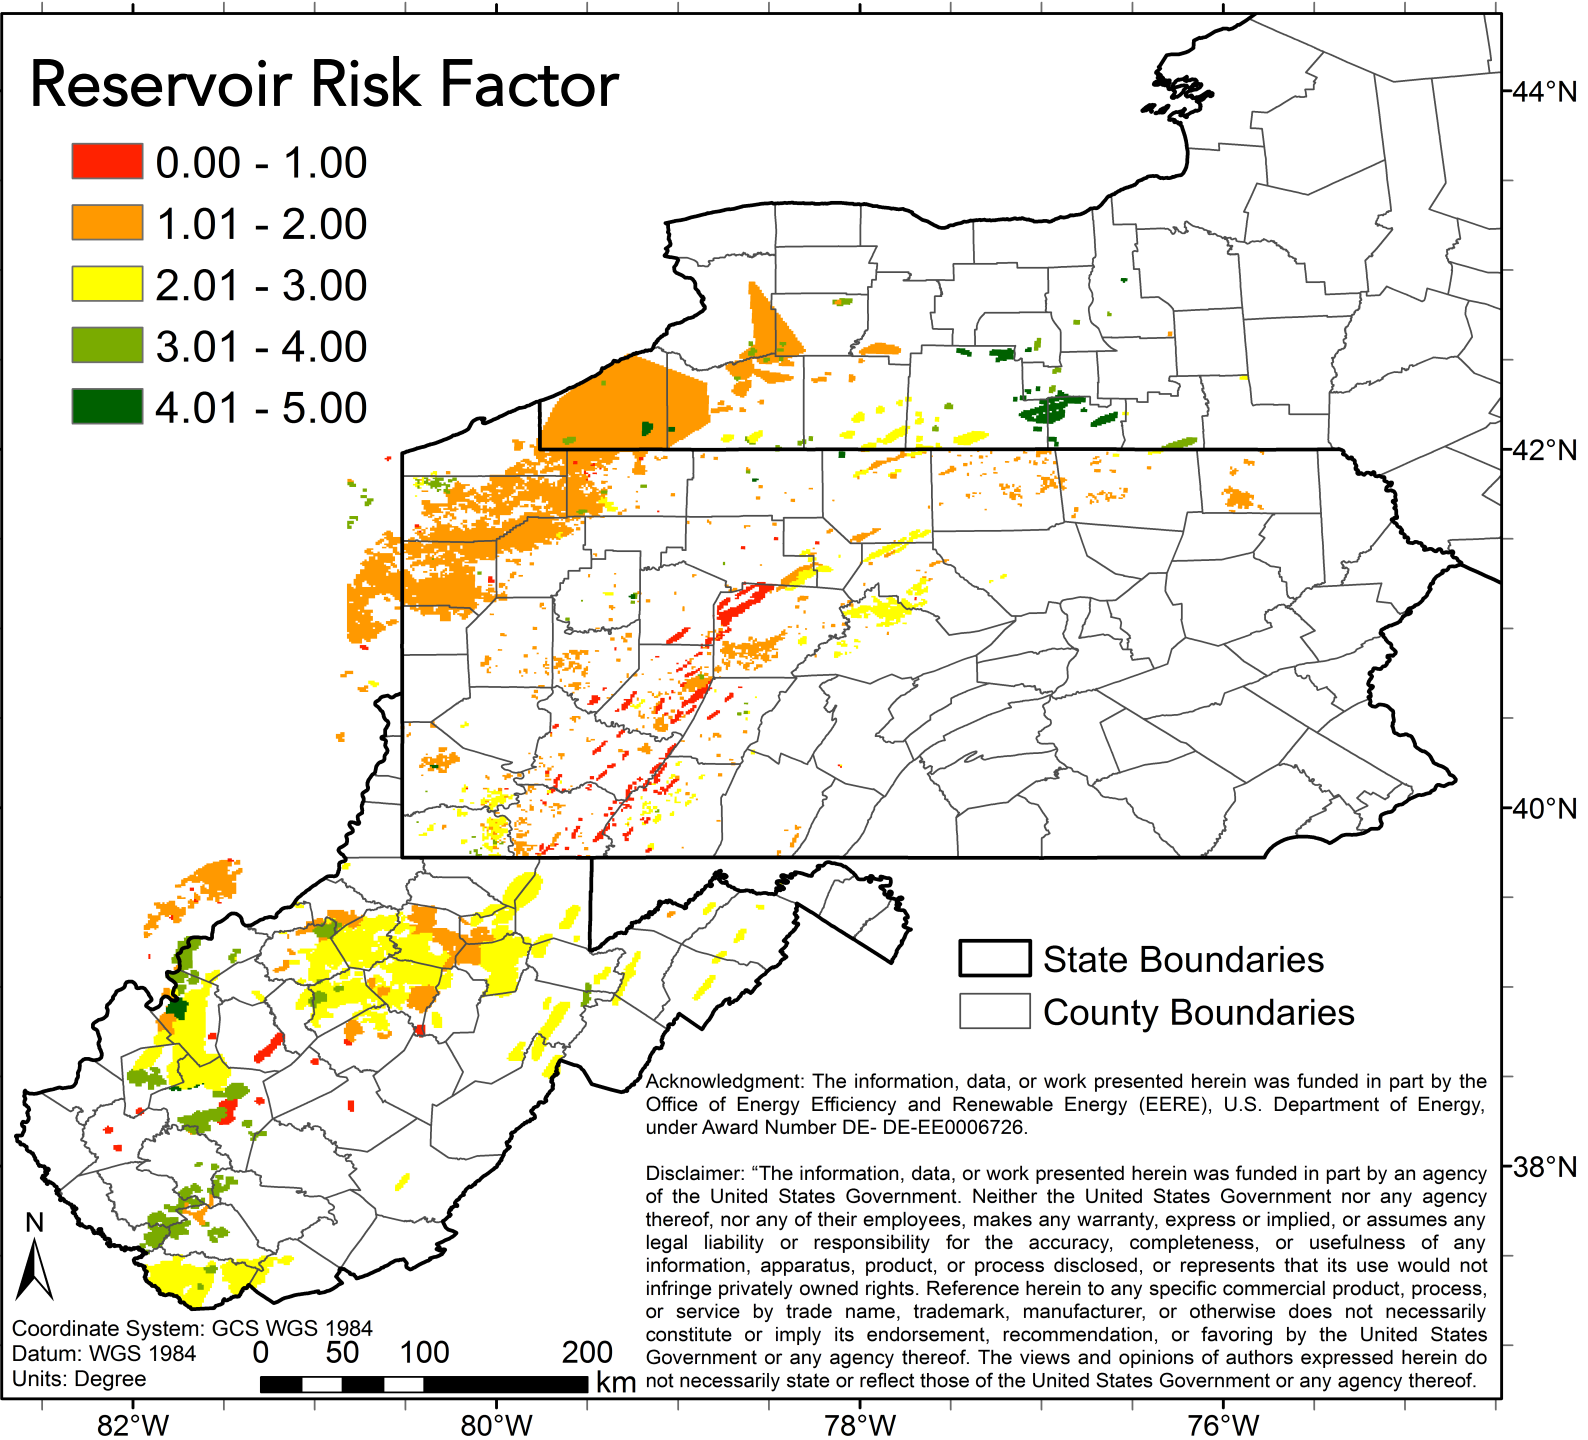 Reservoir Risk Factor
0.00 - 1.00
1.01 - 2.00
2.01 - 3.00
3.01 - 4.00
4.01 - 5.00
44°N
42°N
40°N
38°N
State Boundaries
County Boundaries
Acknowledgment: The information, data, or work presented herein was funded in part by the
Office of Energy Efficiency and Renewable Energy (EERE), U.S. Department of Energy,
under Award Number DE- DE-EE0006726.
Disclaimer: “The information, data, or work presented herein was funded in part by an agency
of the United States Government. Neither the United States Government nor any agency
thereof, nor any of their employees, makes any warranty, express or implied, or assumes any
legal liability or responsibility for the accuracy, completeness, or usefulness of any
information, apparatus, product, or process disclosed, or represents that its use would not
infringe privately owned rights. Reference herein to any specific commercial product, process,
or service by trade name, trademark, manufacturer, or otherwise does not necessarily
constitute or imply its endorsement, recommendation, or favoring by the United States
Government or any agency thereof. The views and opinions of authors expressed herein do
not necessarily state or reflect those of the United States Government or any agency thereof.
N
Coordinate System: GCS WGS 1984
Datum: WGS 1984
Units: Degree
0 50 100 200
km
82°W 80°W 78°W 76°W